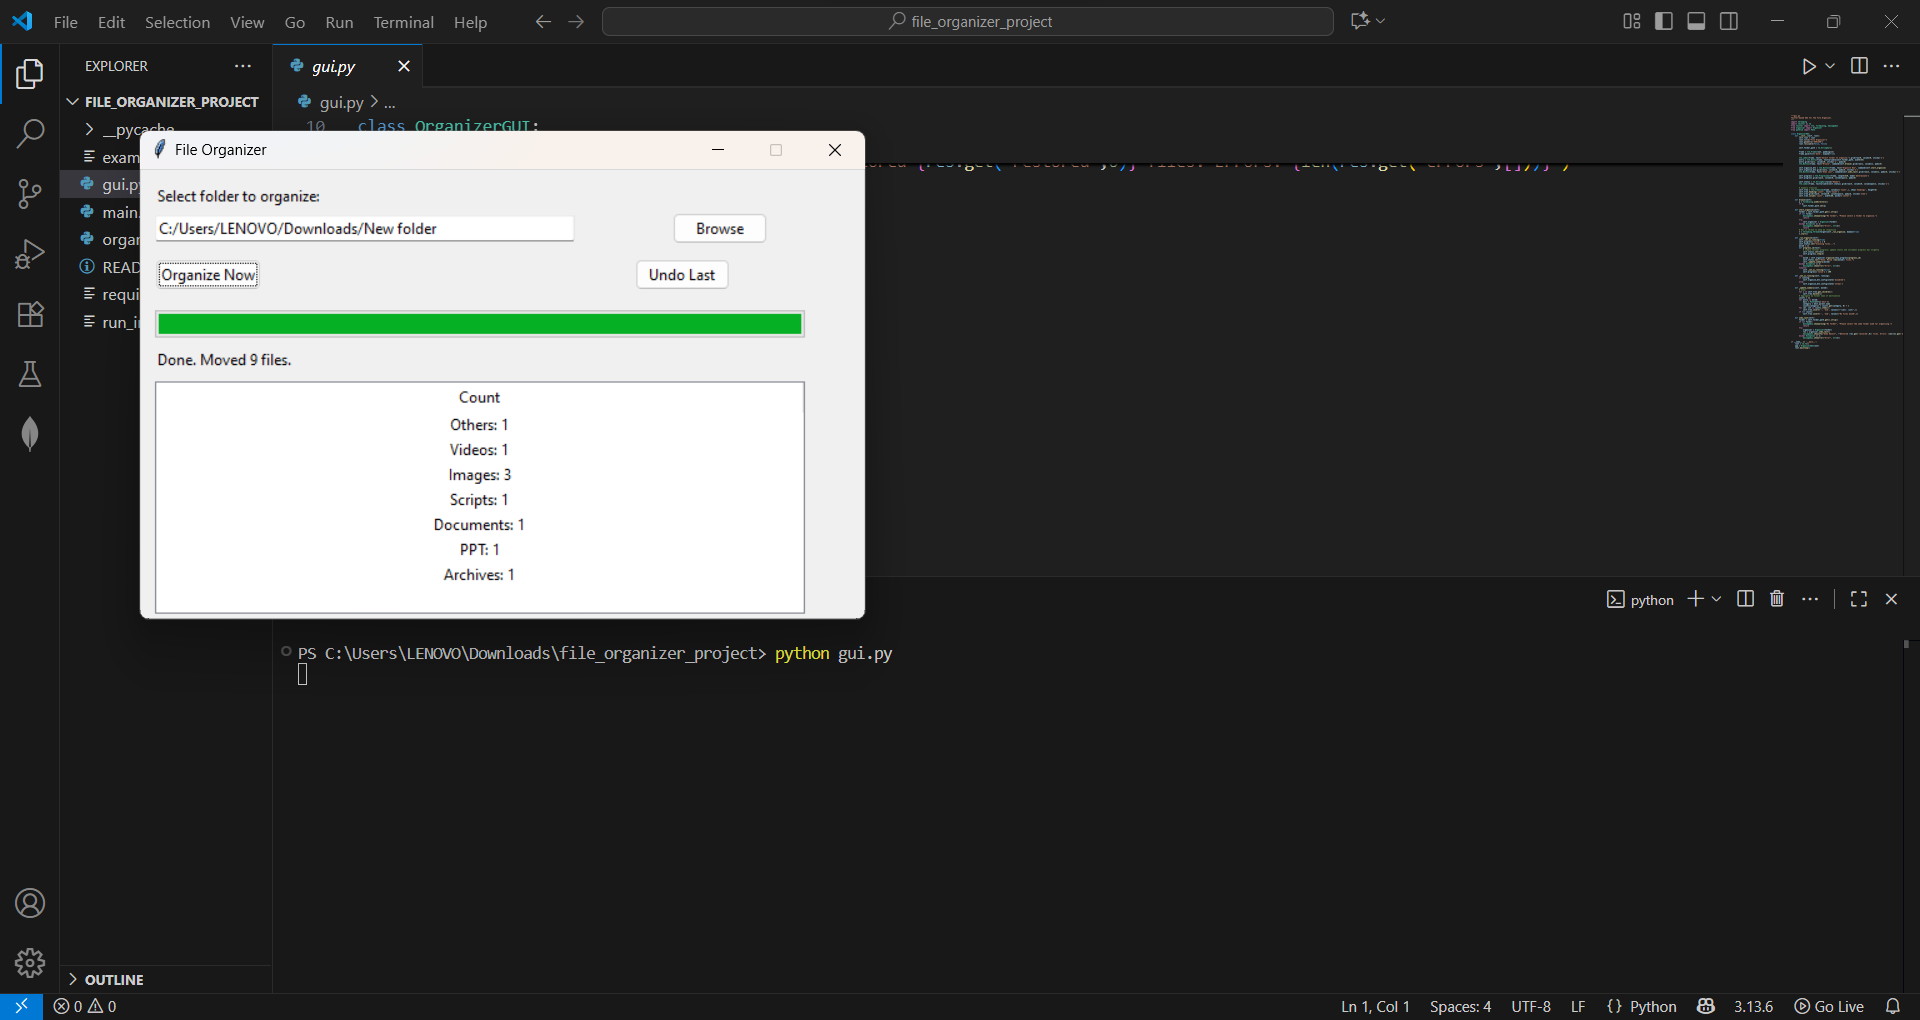 File Edit Selection View Go Run Terminal Help
file_organizer_project
EXPLORER
FILE_ORGANIZER_PROJECT
__pycache
exam
gui.py
main.
organ
READ
requi
run_i
OUTLINE
gui.py
gui.py > ...
10 class OrganizerGUI:
File Organizer
Select folder to organize:
C:/Users/LENOVO/Downloads/New folder
Browse
Organize Now
Undo Last
Done. Moved 9 files.
Count
Others: 1
Videos: 1
Images: 3
Scripts: 1
Documents: 1
PPT: 1
Archives: 1
python
PS C:\Users\LENOVO\Downloads\file_organizer_project> python gui.py
0 0
Ln 1, Col 1 Spaces: 4 UTF-8 LF {} Python 3.13.6 Go Live